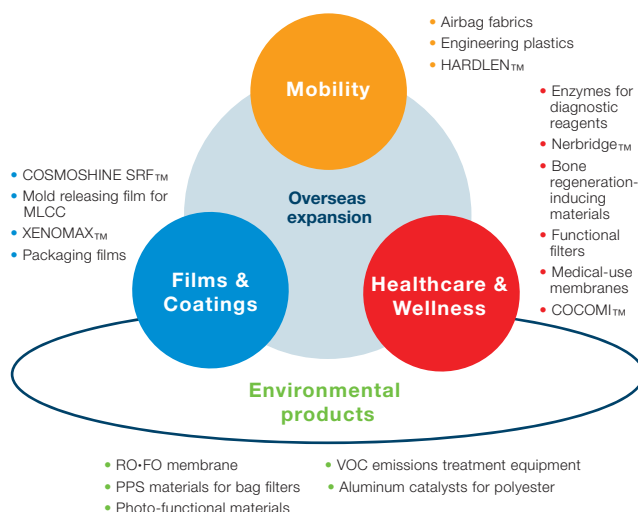 • Airbag fabrics
• Engineering plastics
• HARDLEN™
Mobility
• Enzymes for
diagnostic
reagents
• Nerbridge™
• Bone
regeneration-
inducing
materials
• Functional
filters
• Medical-use
membranes
• COCOMI™
• COSMOSHINE SRF™
• Mold releasing film for
MLCC
• XENOMAX™
• Packaging films
Overseas
expansion
Films &
Coatings
Healthcare &
Wellness
Environmental
products
• RO•FO membrane
• PPS materials for bag filters
• Photo-functional materials
• VOC emissions treatment equipment
• Aluminum catalysts for polyester